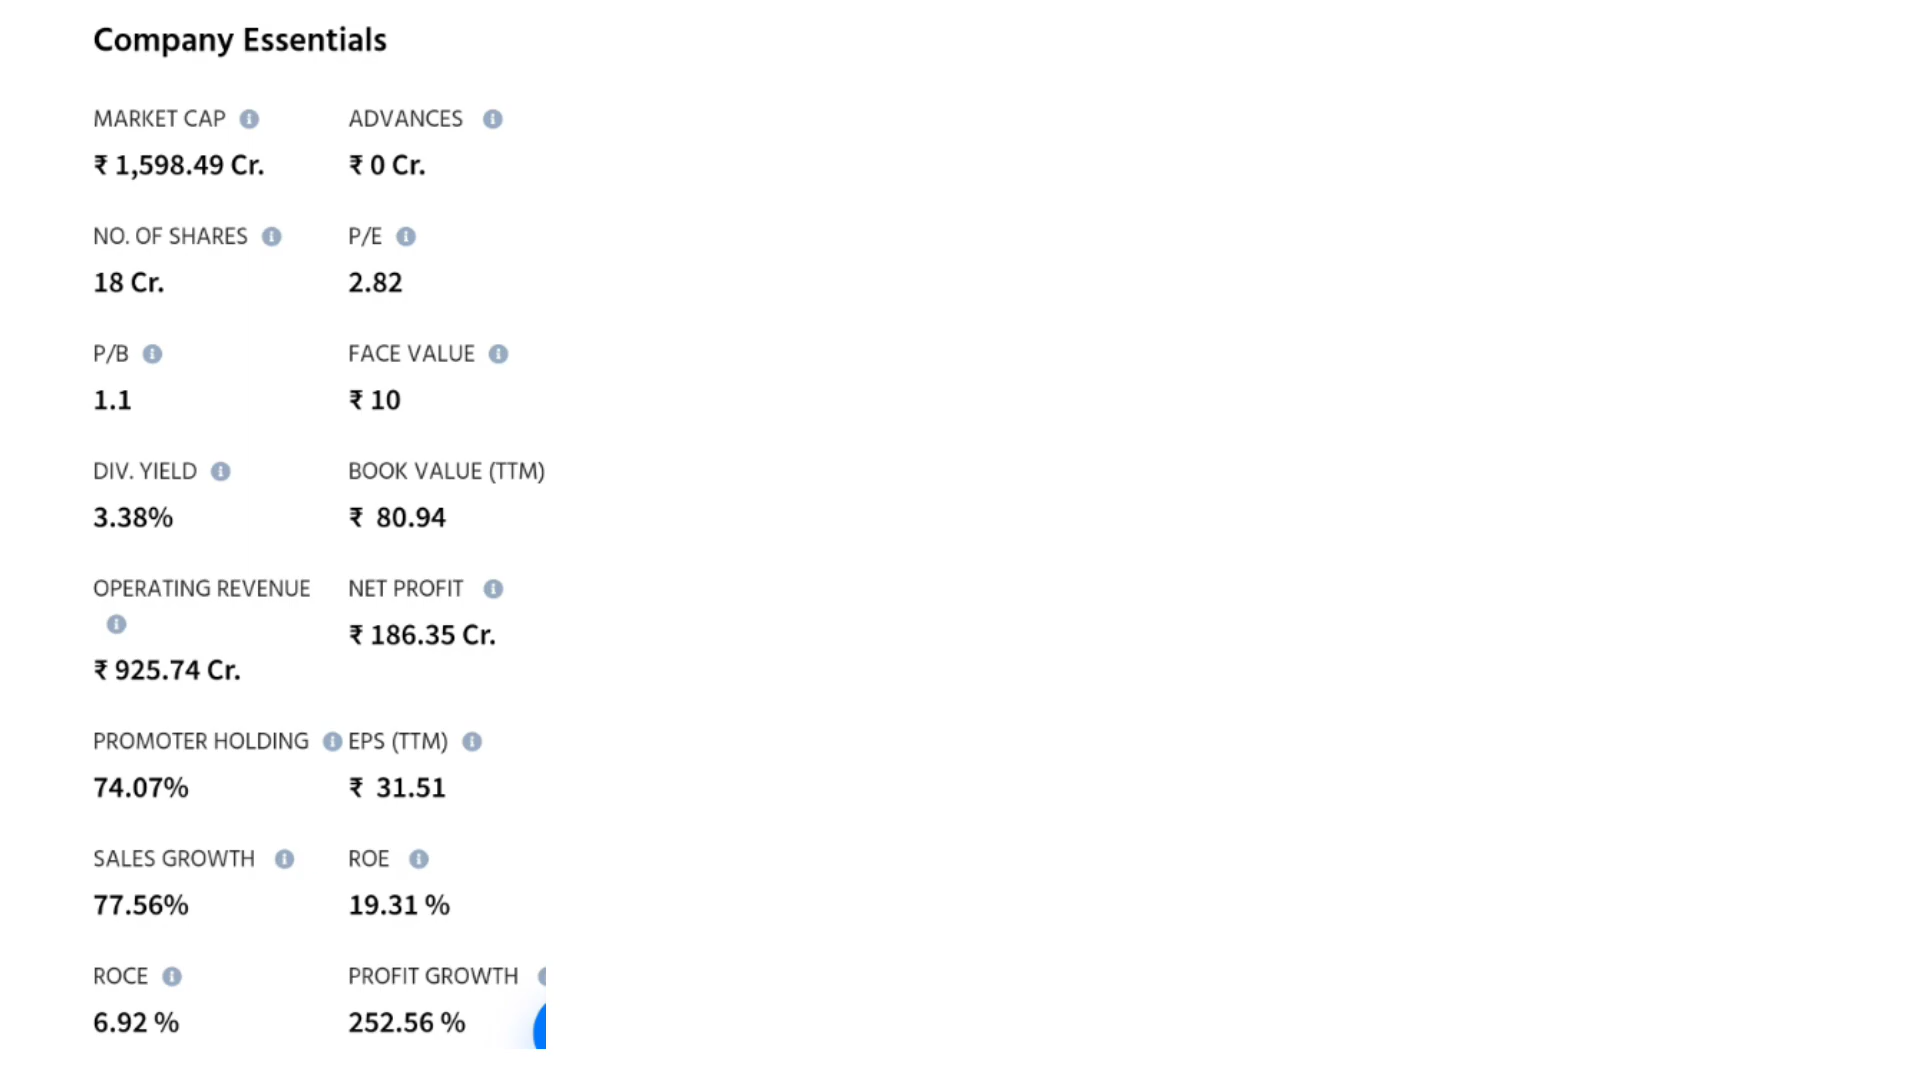 Company Essentials
MARKET CAP ADVANCES
₹ 1,598.49 Cr. ₹ 0 Cr.
NO. OF SHARES P/E
18 Cr. 2.82
P/B FACE VALUE
1.1 ₹ 10
DIV. YIELD BOOK VALUE (TTM)
3.38% ₹ 80.94
OPERATING REVENUE NET PROFIT
₹ 925.74 Cr. ₹ 186.35 Cr.
PROMOTER HOLDING EPS (TTM)
74.07% ₹ 31.51
SALES GROWTH ROE
77.56% 19.31 %
ROCE PROFIT GROWTH
6.92 % 252.56 %